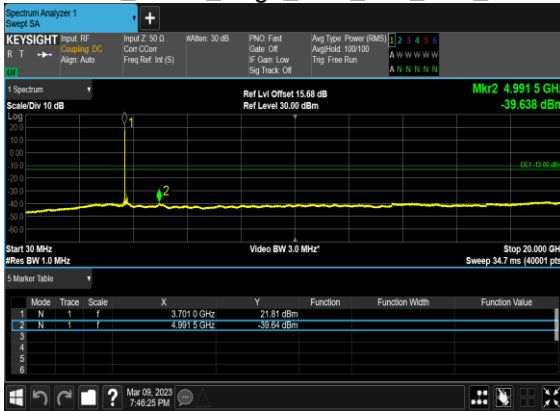 Spectrum Analyzer 1
Swept SA
KEYSIGHT Input: RF Input Z: 50 Ω #Atten: 30 dB PNO: Fast Avg Type: Power (RMS) 1 2 3 4 5 6
R T Coupling: DC Corr CCorr Gate: Off Avg|Hold: 100/100 A W W W W W
Align: Auto Freq Ref: Int (S) IF Gain: Low Trig: Free Run
LW Sig Track: Off A N N N N N
1 Spectrum Ref Lvl Offset 15.68 dB Mkr2 4.991 5 GHz
Scale/Div 10 dB Ref Level 30.00 dBm -39.638 dBm
Log
20.0
10.0
0.00
-10.0
-20.0
-30.0
-40.0
-50.0
-60.0
1
2
DL1 -13.00 dBm
Start 30 MHz Video BW 3.0 MHz* Stop 20.000 GH
#Res BW 1.0 MHz Sweep 34.7 ms (40001 pts
5 Marker Table
Mode Trace Scale X Y Function Function Width Function Value
1 N 1 f 3.701 0 GHz 21.81 dBm
2 N 1 f 4.991 5 GHz -39.64 dBm
3
4
5
6
Mar 09, 2023
7:46:25 PM